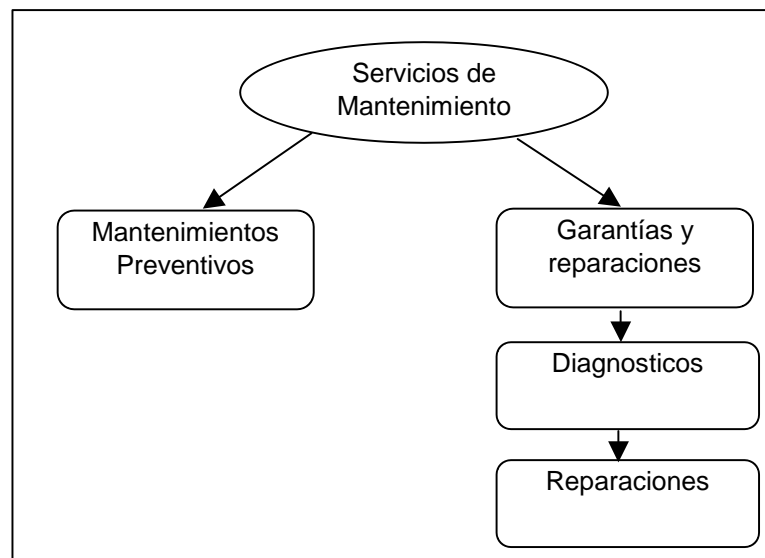 Servicios de
Mantenimiento
Mantenimientos
Preventivos
Garantías y
reparaciones
Diagnosticos
Reparaciones